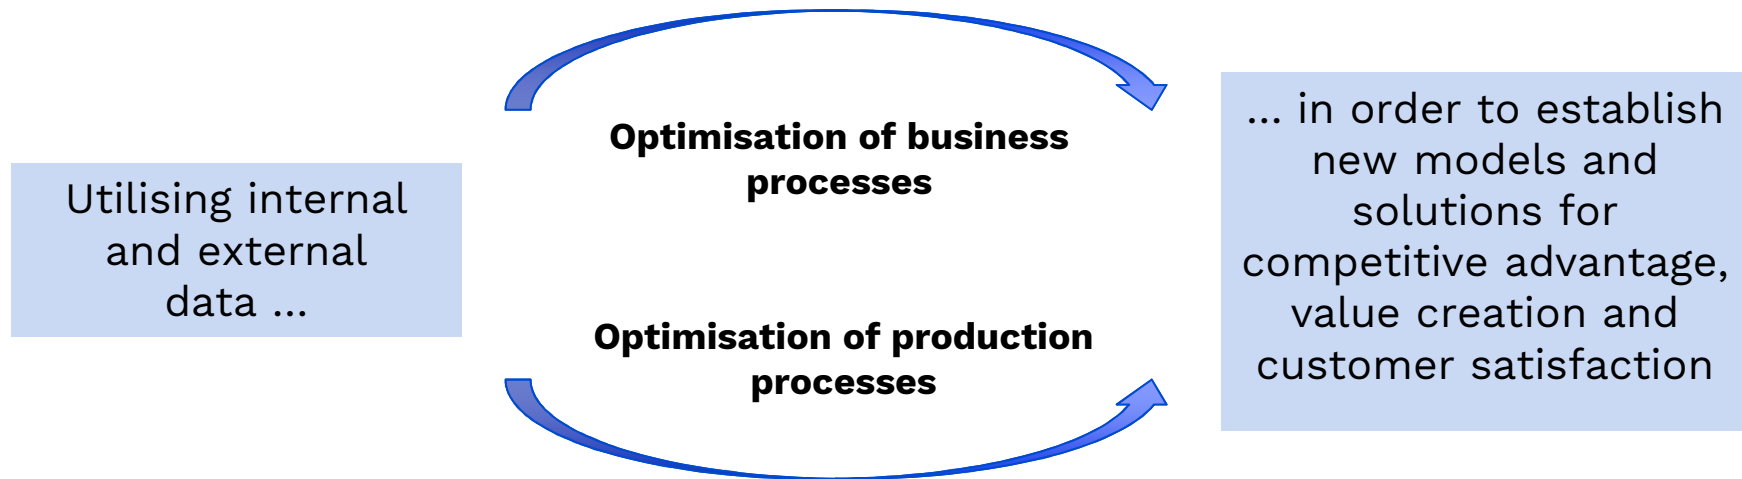 Utilising internal
and external
data ...
Optimisation of business
processes
Optimisation of production
processes
... in order to establish
new models and
solutions for
competitive advantage,
value creation and
customer satisfaction